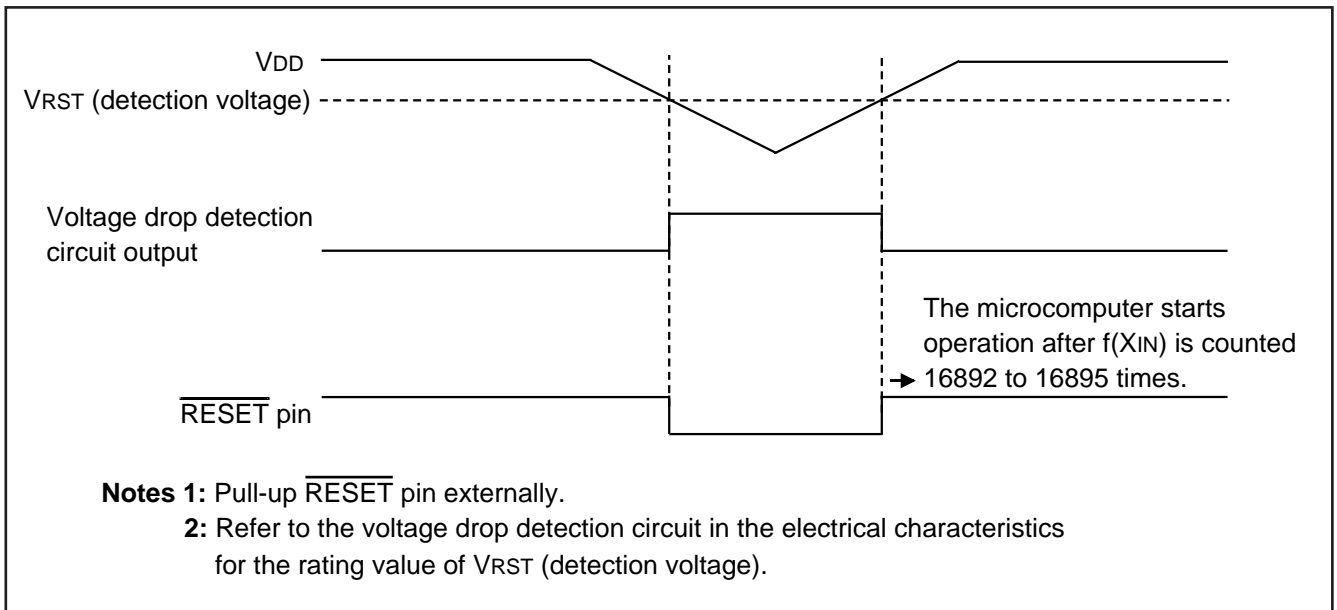 VDD
VRST (detection voltage)
Voltage drop detection
circuit output
The microcomputer starts
operation after f(XIN) is counted
16892 to 16895 times.
RESET pin
Notes 1: Pull-up RESET pin externally.
2: Refer to the voltage drop detection circuit in the electrical characteristics
for the rating value of VRST (detection voltage).